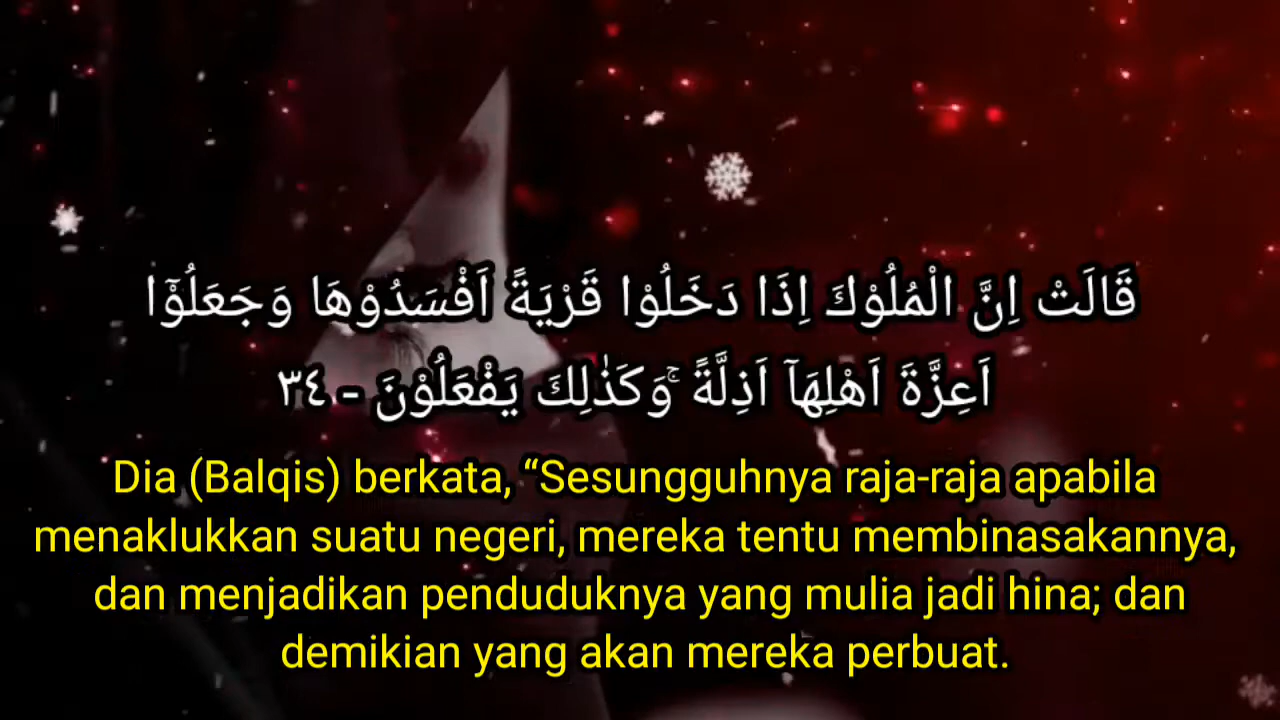 قَالَتْ اِنَّ الْمُلُوْكَ اِذَا دَخَلُوْا قَرْيَةً اَفْسَدُوْهَا وَجَعَلُوْٓا
اَعِزَّةَ اَهْلِهَآ اَذِلَّةً ۚوَكَذٰلِكَ يَفْعَلُوْنَ - ٣٤
Dia (Balqis) berkata, “Sesungguhnya raja-raja apabila
menaklukkan suatu negeri, mereka tentu membinasakannya,
dan menjadikan penduduknya yang mulia jadi hina; dan
demikian yang akan mereka perbuat.